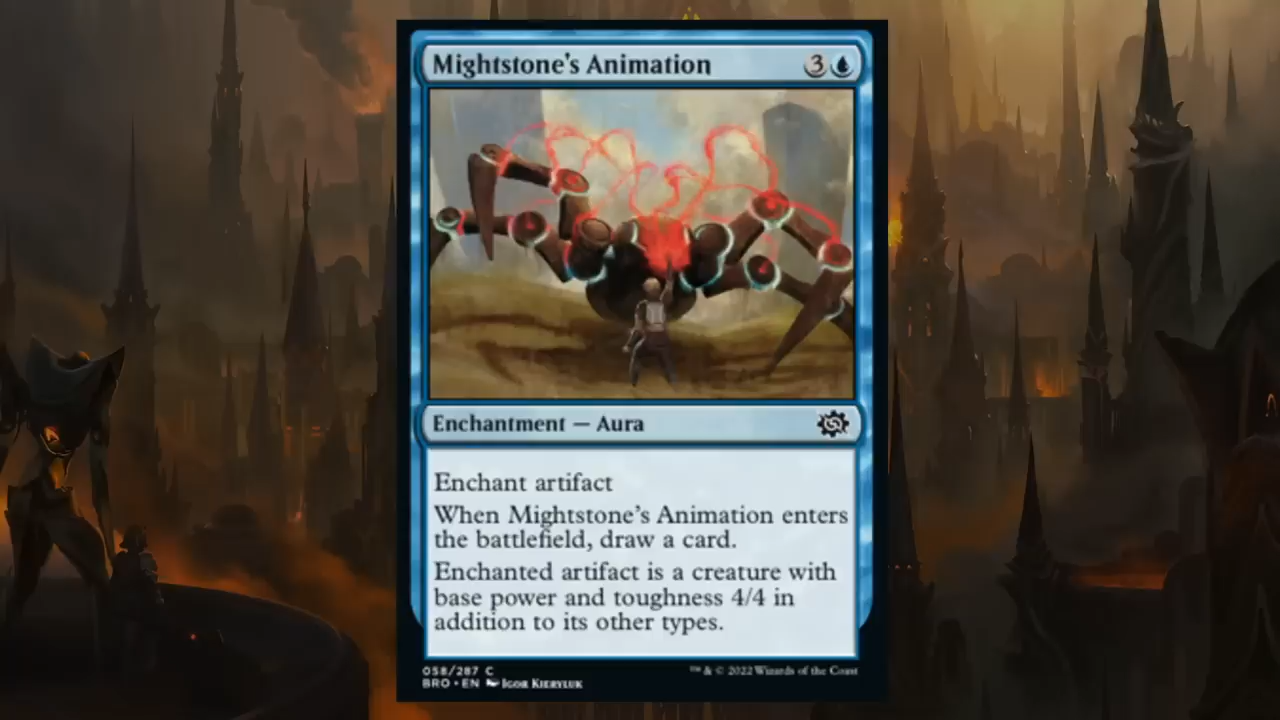 Mightstone's Animation 3
Enchantment — Aura
Enchant artifact
When Mightstone's Animation enters
the battlefield, draw a card.
Enchanted artifact is a creature with
base power and toughness 4/4 in
addition to its other types.
058/287 C
BRO • EN Igor Kieryluk
™ & © 2022 Wizards of the Coast